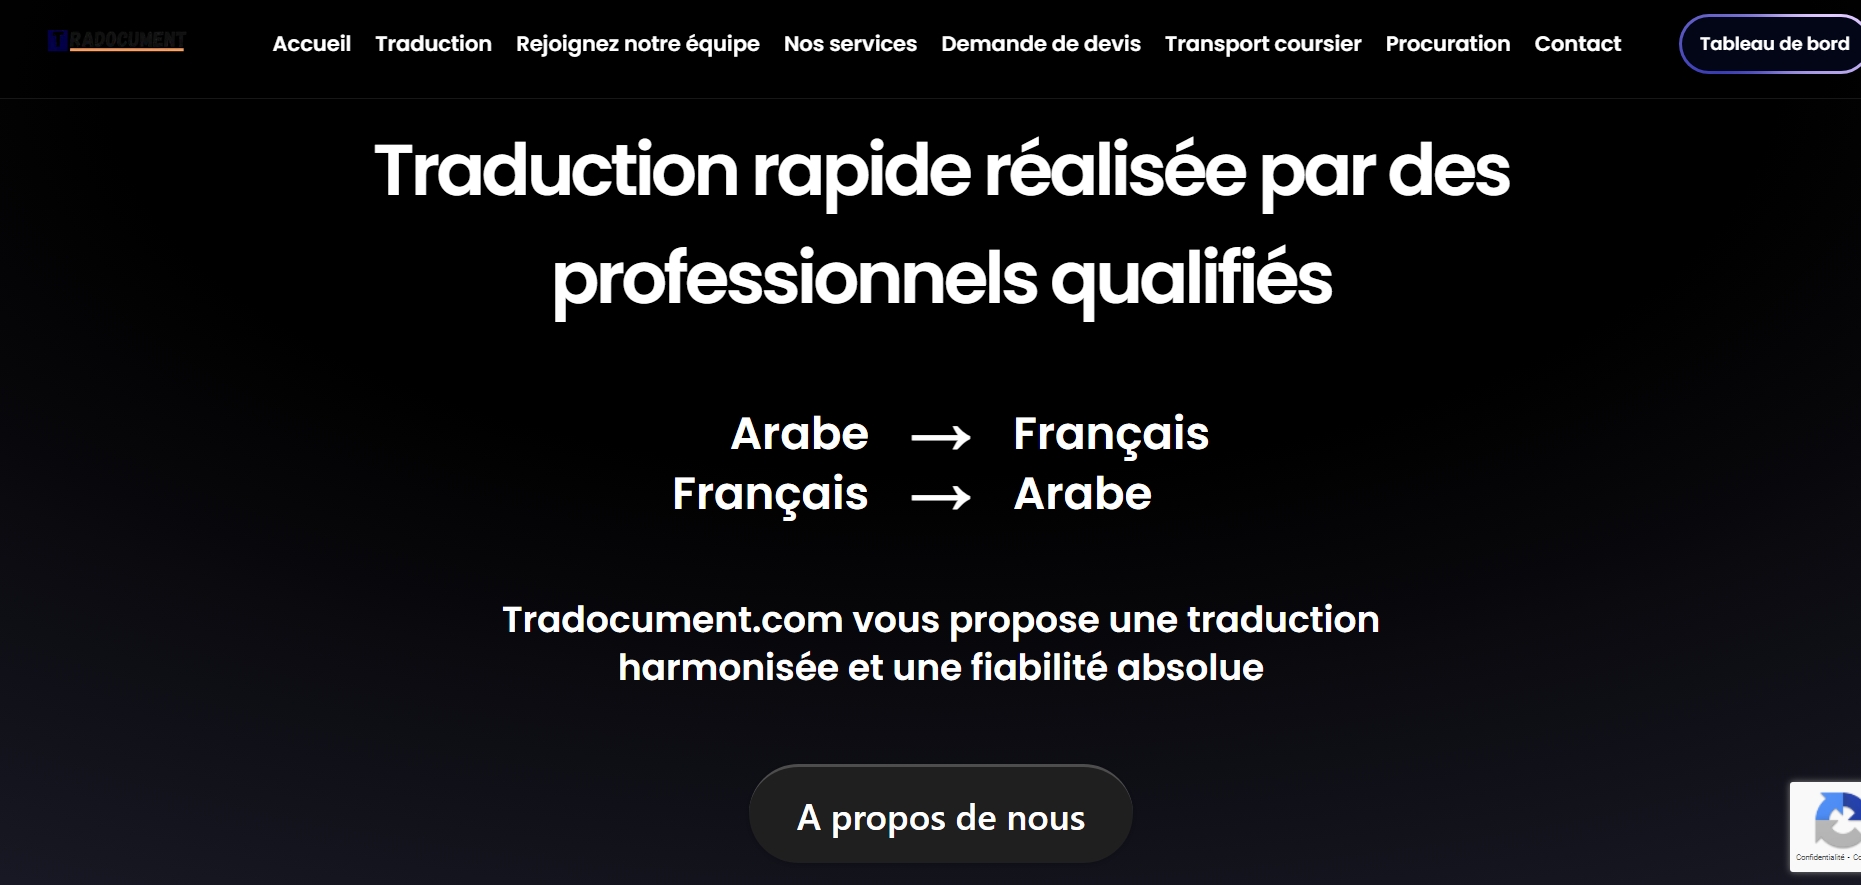 TRADOCUMENT
Accueil Traduction Rejoignez notre équipe Nos services Demande de devis Transport coursier Procuration Contact Tableau de bord
Traduction rapide réalisée par des
professionnels qualifiés
Arabe → Français
Français → Arabe
Tradocument.com vous propose une traduction
harmonisée et une fiabilité absolue
A propos de nous
Confidentialité -